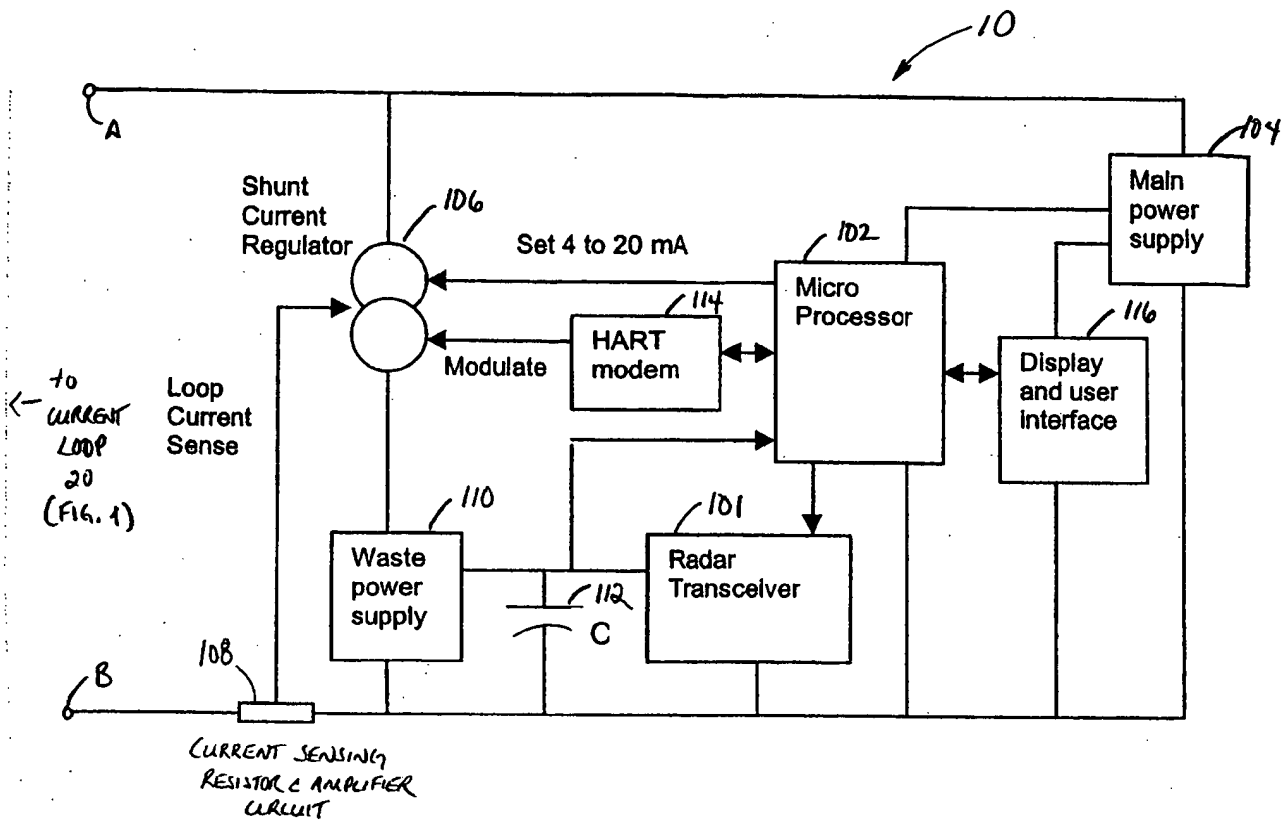 10
A
104
Main
power
supply
Shunt
Current
Regulator
106
Set 4 to 20 mA
102
Micro
Processor
114
HART
modem
Modulate
116
Display
and user
interface
to
CURRENT
LOOP
20
(FIG. 1)
Loop
Current
Sense
110
Waste
power
supply
101
Radar
Transceiver
112
C
108
B
CURRENT SENSING
RESISTOR & AMPLIFIER
CIRCUIT